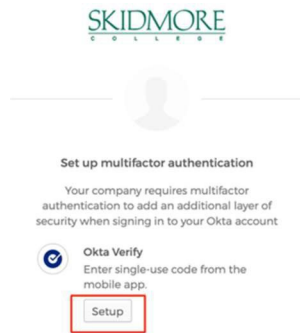 SKIDMORE
COLLEGE
Set up multifactor authentication
Your company requires multifactor
authentication to add an additional layer of
security when signing in to your Okta account
Okta Verify
Enter single-use code from the
mobile app.
Setup